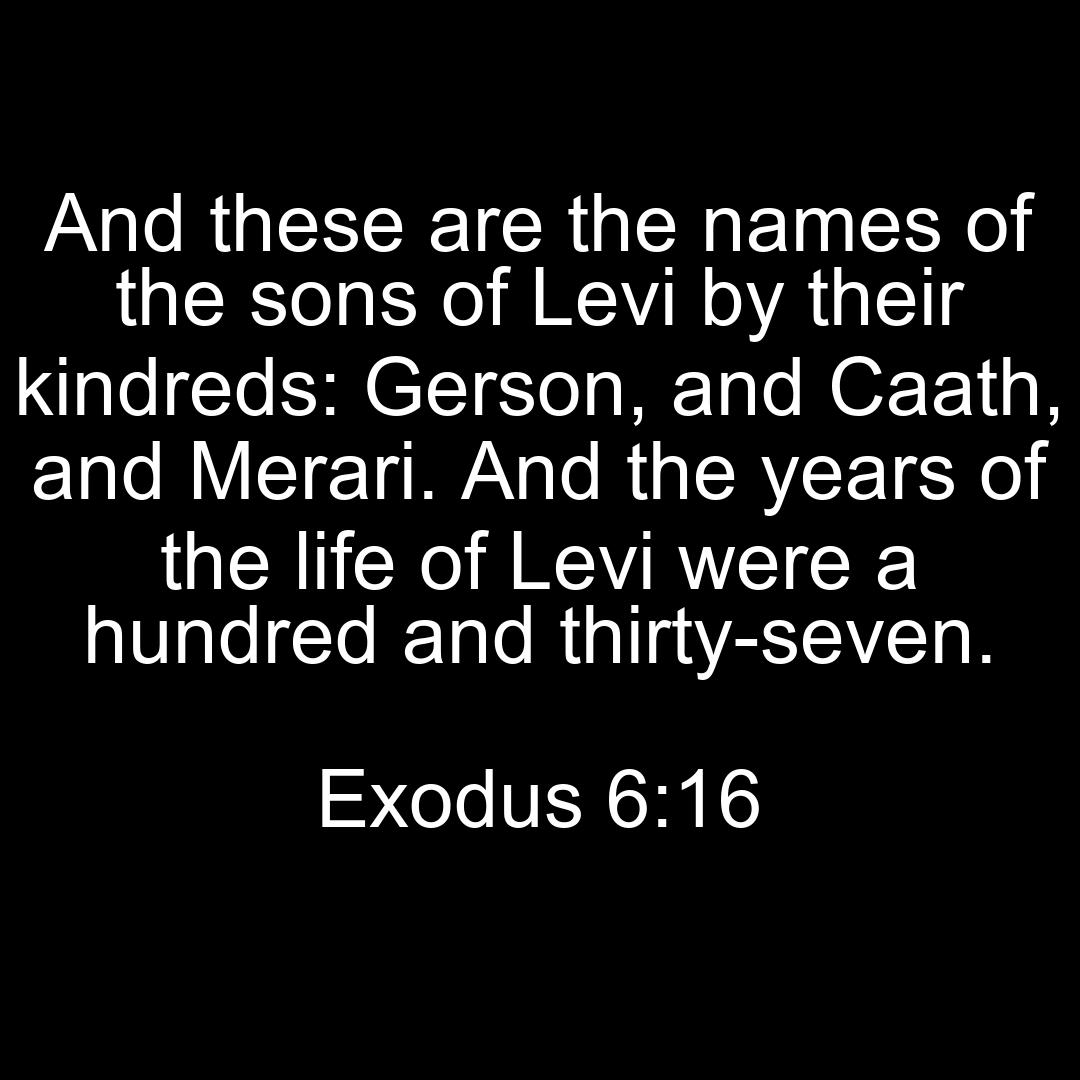 And these are the names of
the sons of Levi by their
kindreds: Gerson, and Caath,
and Merari. And the years of
the life of Levi were a
hundred and thirty-seven.
Exodus 6:16